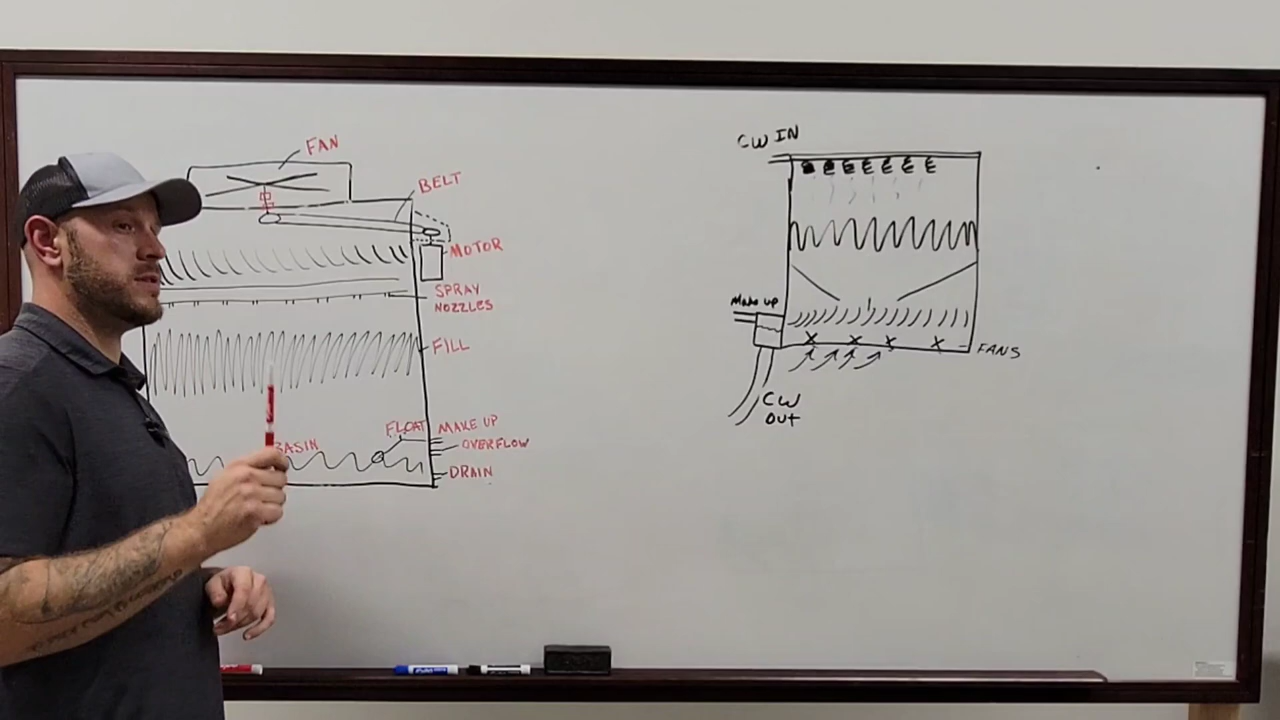 FAN
BELT
MOTOR
SPRAY
NOZZLES
FILL
FLOAT
MAKE UP
BASIN
OVERFLOW
DRAIN
CW IN
Make up
FANS
CW
OUT